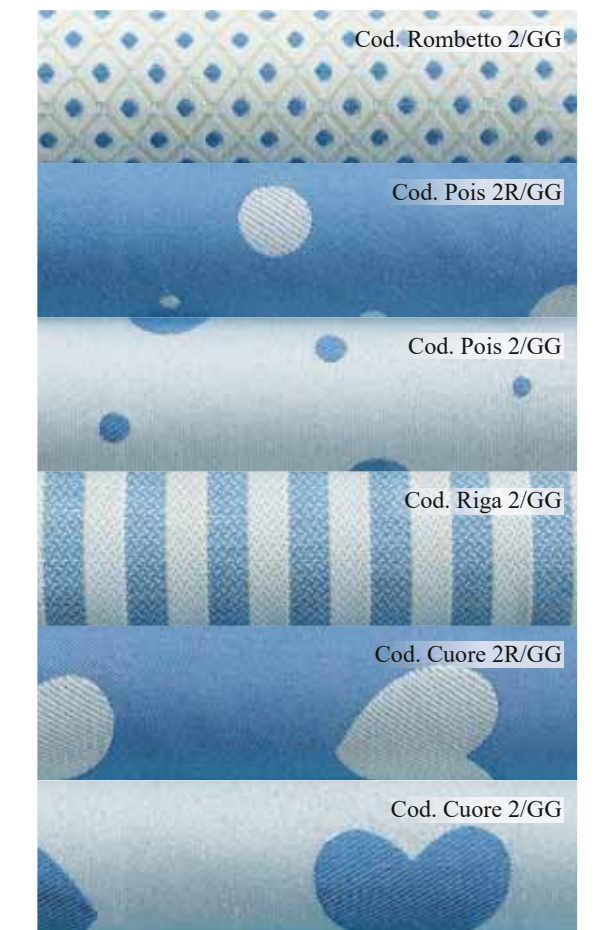 Cod. Rombetto 2/GG
Cod. Pois 2R/GG
Cod. Pois 2/GG
Cod. Riga 2/GG
Cod. Cuore 2R/GG
Cod. Cuore 2/GG